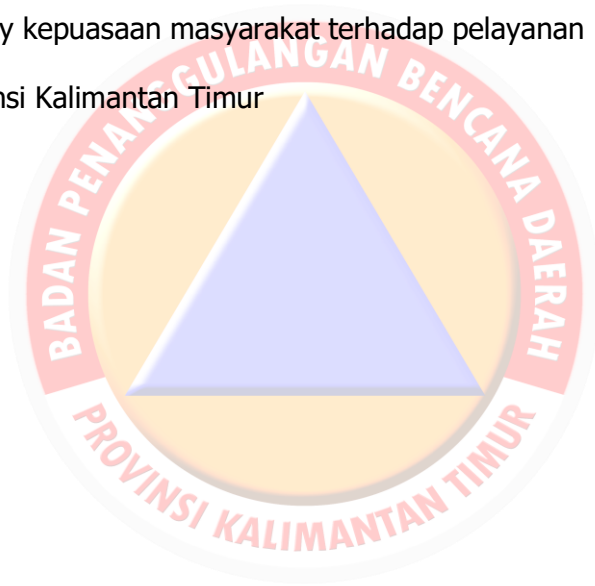 y kepuasaan masyarakat terhadap pelayanan
nsi Kalimantan Timur
BADAN PENANGGULANGAN BENCANA DAERAH
PROVINSI KALIMANTAN TIMUR